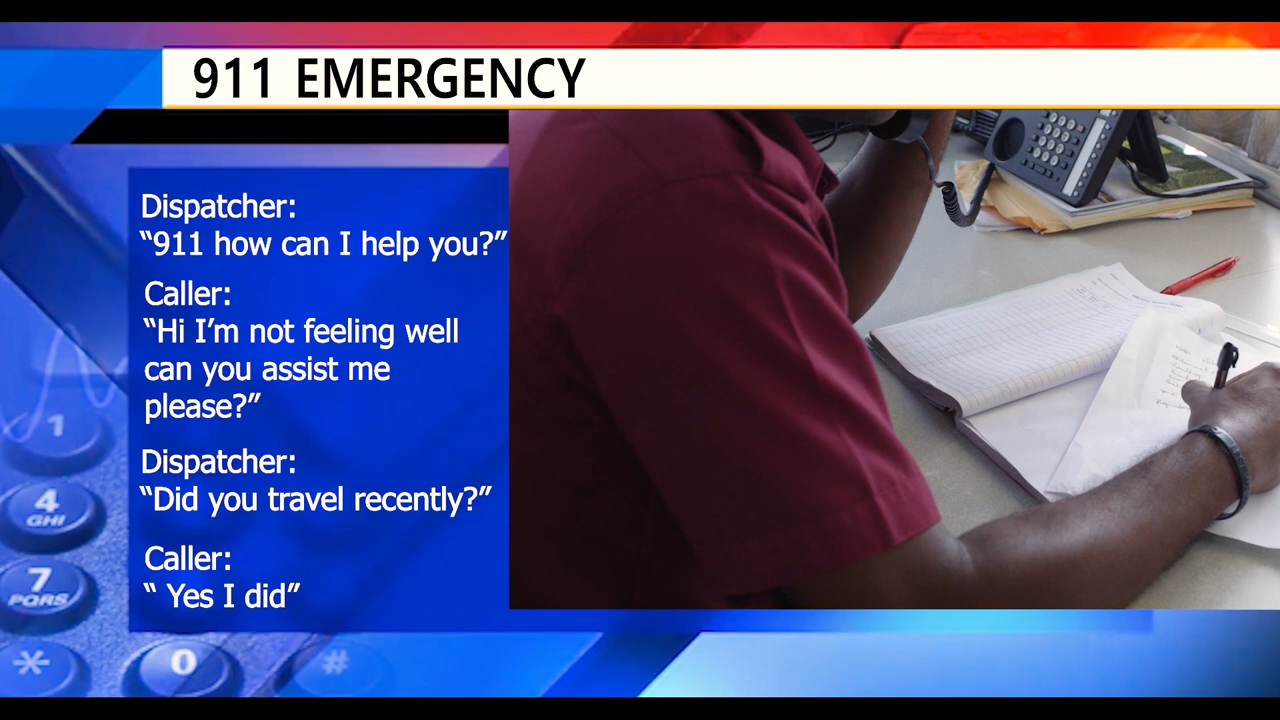 911 EMERGENCY
Dispatcher:
“911 how can I help you?”
Caller:
“Hi I’m not feeling well
can you assist me
please?”
Dispatcher:
“Did you travel recently?”
Caller:
“ Yes I did”
1
4
GHI
7
PQRS
*
0
#